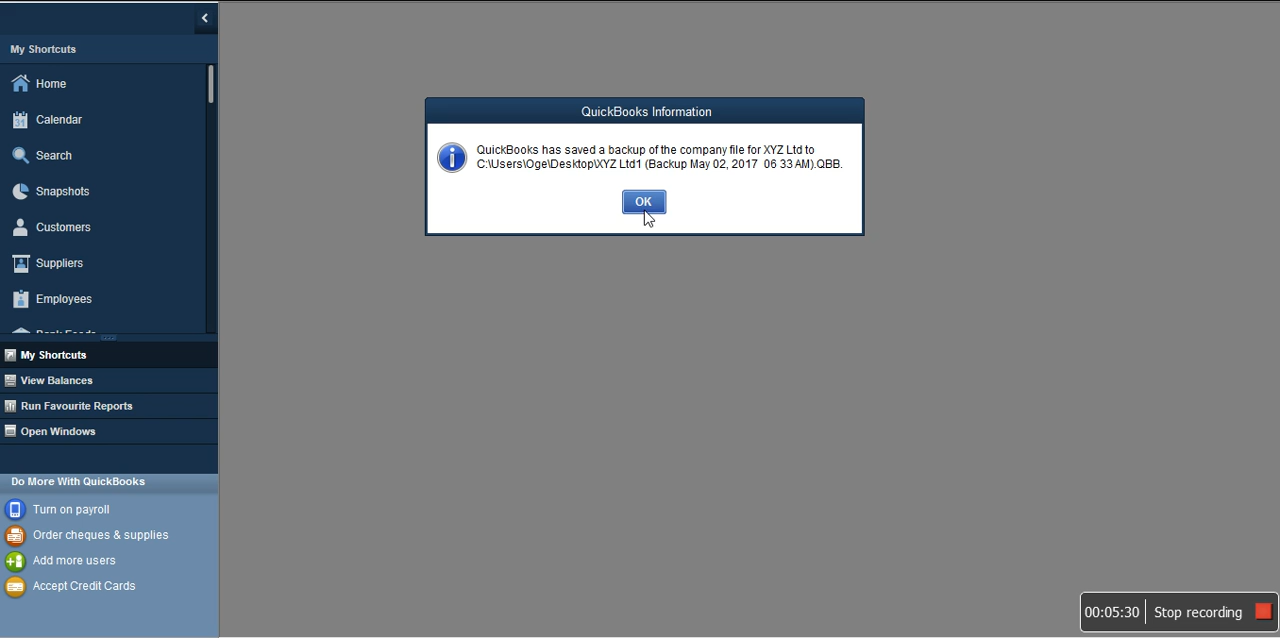 My Shortcuts
Home
31
Calendar
Search
Snapshots
Customers
Suppliers
Employees
My Shortcuts
View Balances
Run Favourite Reports
Open Windows
Do More With QuickBooks
Turn on payroll
Order cheques & supplies
Add more users
Accept Credit Cards
QuickBooks Information
QuickBooks has saved a backup of the company file for XYZ Ltd to
C:\Users\Oge\Desktop\XYZ Ltd1 (Backup May 02, 2017 06 33 AM).QBB.
OK
00:05:30 Stop recording